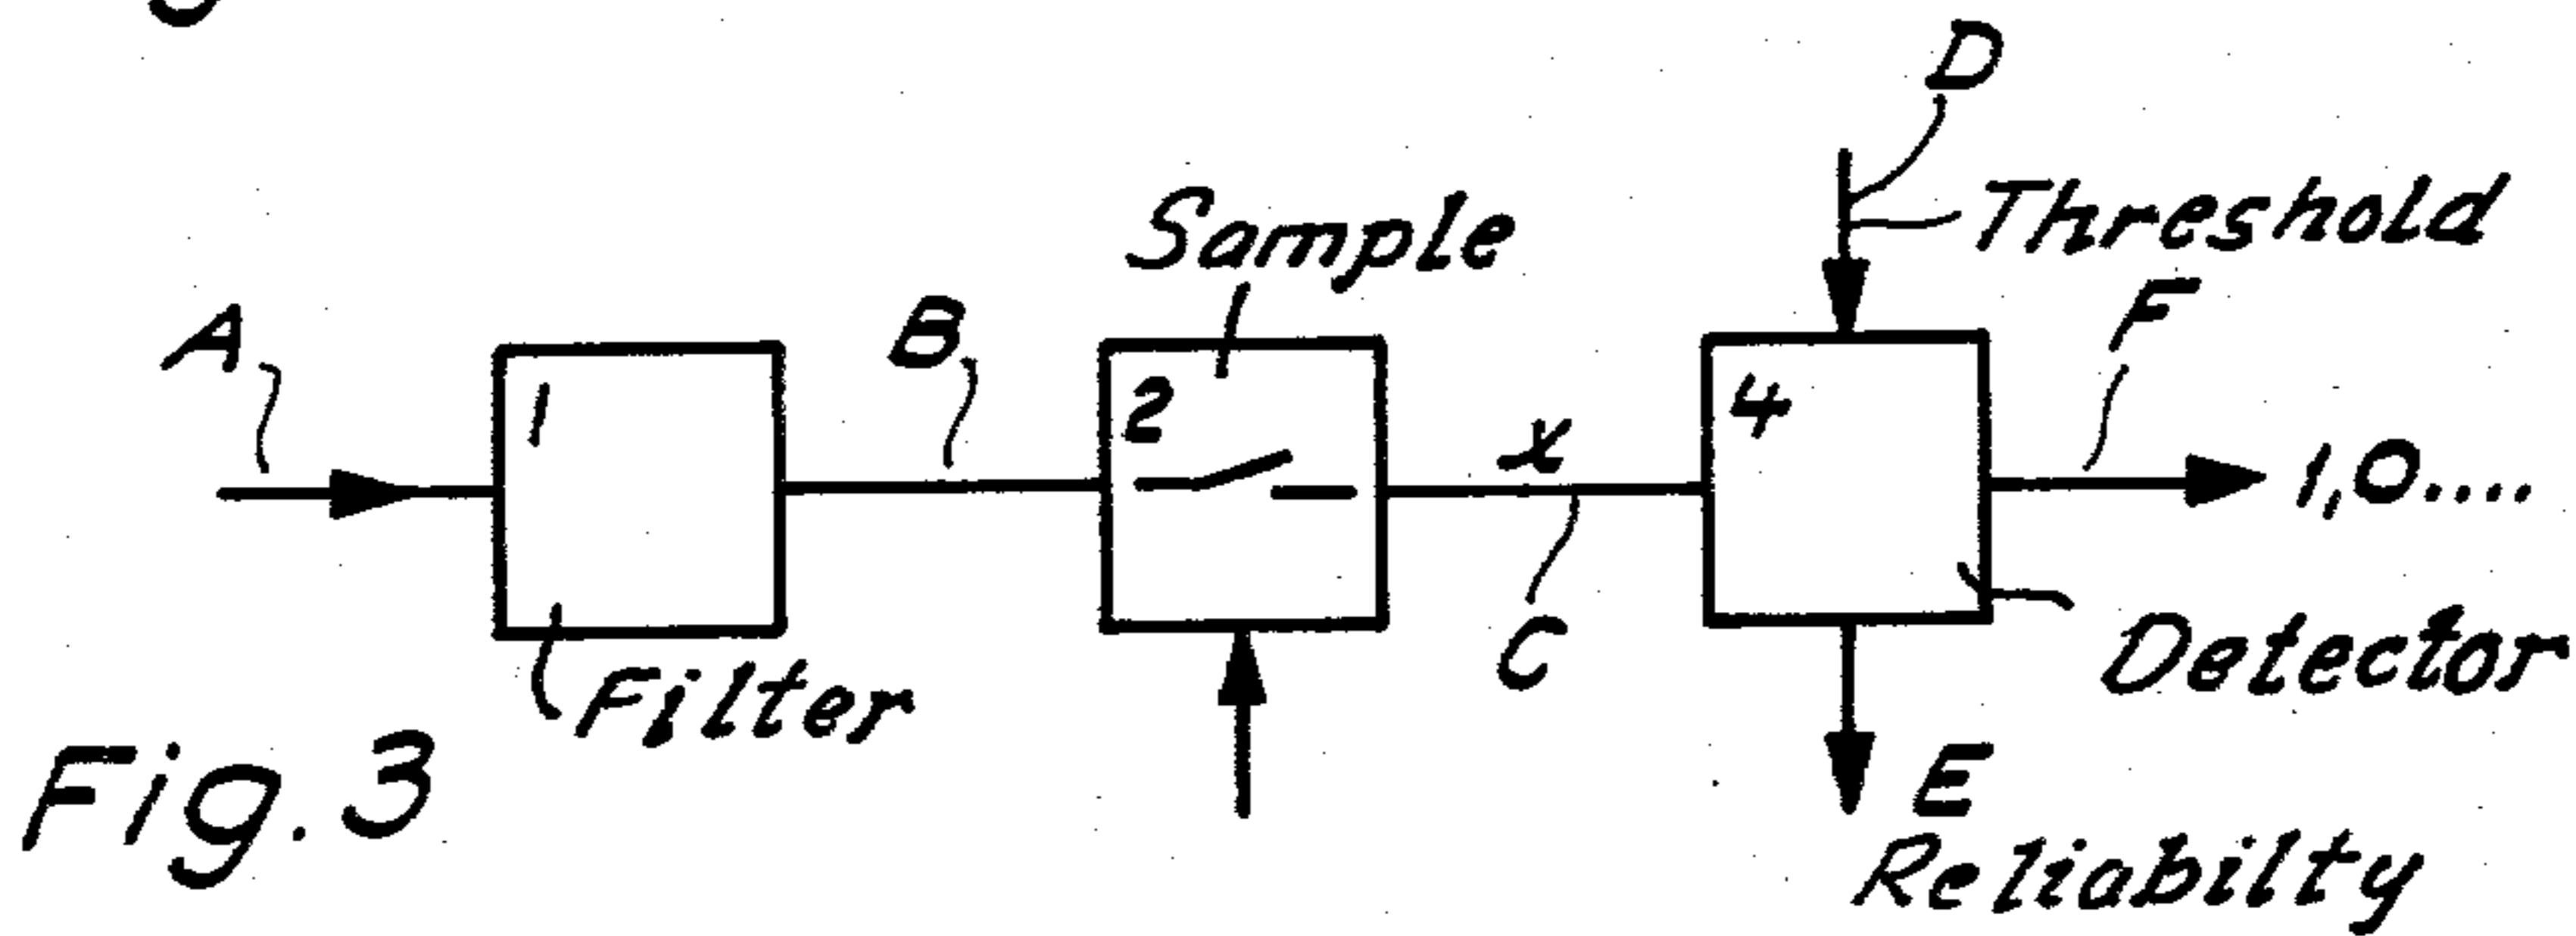 D
Sample
Threshold
A
B
F
1
2
x
4
1,0....
C
Filter
Detector
Fig. 3
E
Reliabilty